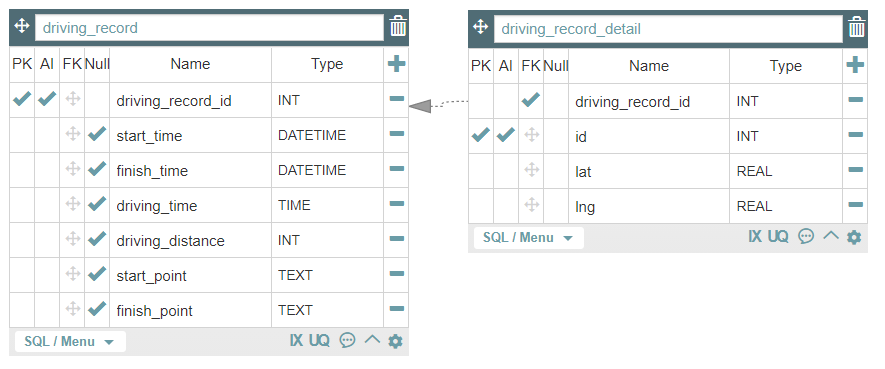 driving_record
PK AI FK Null Name Type
driving_record_id INT
start_time DATETIME
finish_time DATETIME
driving_time TIME
driving_distance INT
start_point TEXT
finish_point TEXT
SQL / Menu IX UQ
driving_record_detail
PK AI FK Null Name Type
driving_record_id INT
id INT
lat REAL
lng REAL
SQL / Menu IX UQ